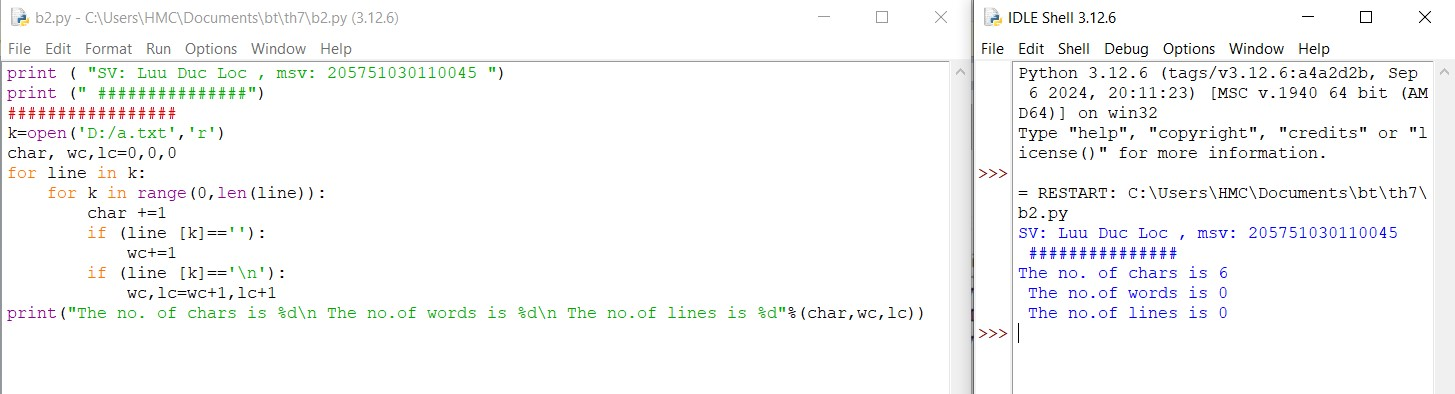 b2.py - C:\Users\HMC\Documents\bt\th7\b2.py (3.12.6)
File Edit Format Run Options Window Help
print ( "SV: Luu Duc Loc , msv: 205751030110045 ")
print (" ###############")
#################
k=open('D:/a.txt','r')
char, wc,lc=0,0,0
for line in k:
    for k in range(0,len(line)):
        char +=1
        if (line [k]==''):
            wc+=1
        if (line [k]=='\n'):
            wc,lc=wc+1,lc+1
print("The no. of chars is %d\n The no.of words is %d\n The no.of lines is %d"%(char,wc,lc))
IDLE Shell 3.12.6
File Edit Shell Debug Options Window Help
Python 3.12.6 (tags/v3.12.6:a4a2d2b, Sep
 6 2024, 20:11:23) [MSC v.1940 64 bit (AM
D64)] on win32
Type "help", "copyright", "credits" or "l
icense()" for more information.
>>>
= RESTART: C:\Users\HMC\Documents\bt\th7\
b2.py
SV: Luu Duc Loc , msv: 205751030110045
 ###############
The no. of chars is 6
 The no.of words is 0
 The no.of lines is 0
>>>